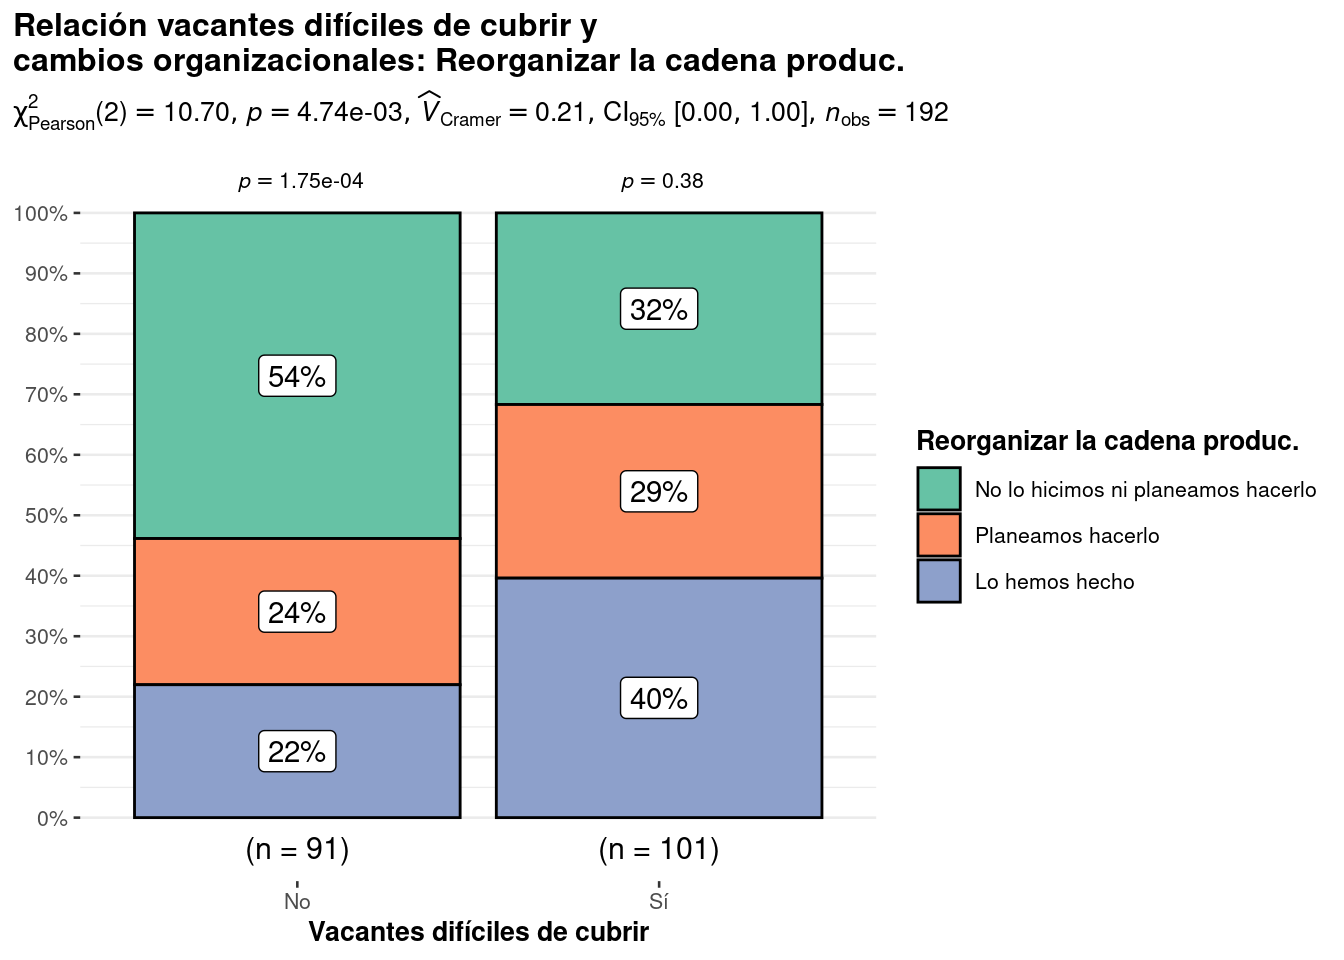 Relación vacantes difíciles de cubrir y
cambios organizacionales: Reorganizar la cadena produc.
χ²Pearson(2) = 10.70, p = 4.74e-03, V̂Cramer = 0.21, CI95% [0.00, 1.00], nobs = 192
p = 1.75e-04 p = 0.38
100%
90%
80%
70%
60%
50%
40%
30%
20%
10%
0%
54%
24%
22%
32%
29%
40%
(n = 91) (n = 101)
No Sí
Vacantes difíciles de cubrir
Reorganizar la cadena produc.
No lo hicimos ni planeamos hacerlo
Planeamos hacerlo
Lo hemos hecho